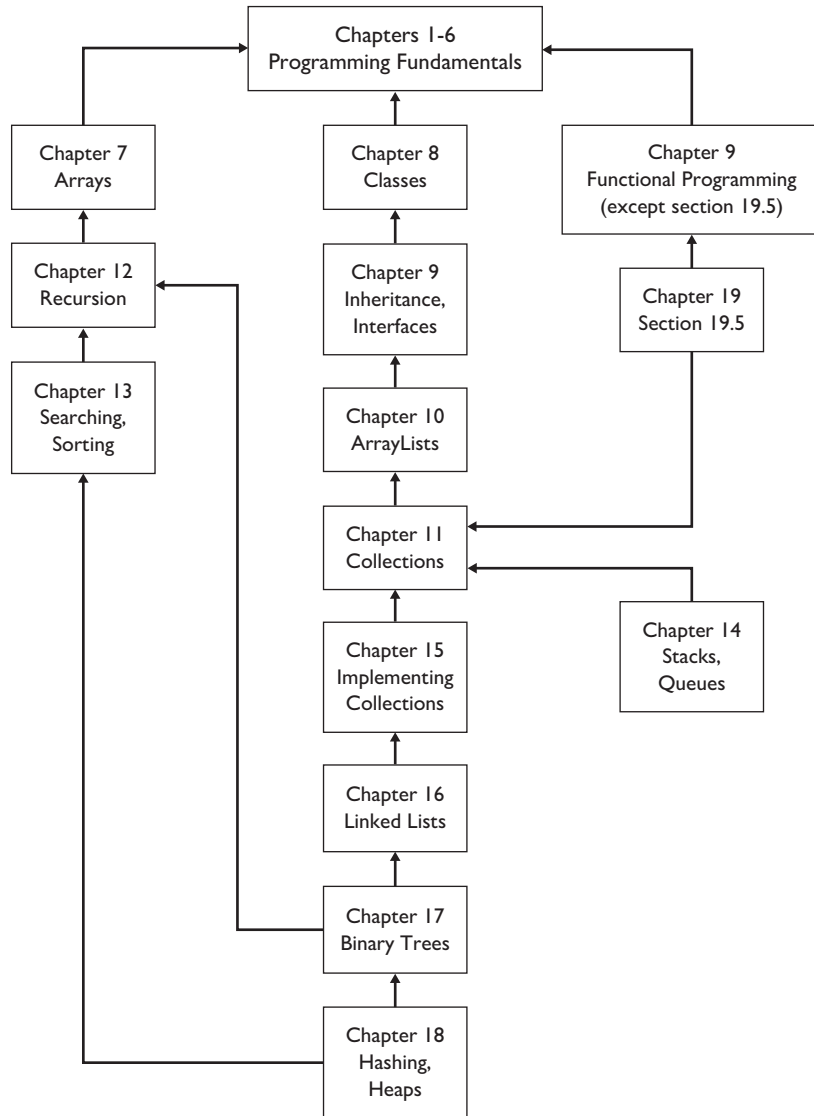 Chapters 1-6
Programming Fundamentals
Chapter 7
Arrays
Chapter 8
Classes
Chapter 9
Functional Programming
(except section 19.5)
Chapter 12
Recursion
Chapter 9
Inheritance,
Interfaces
Chapter 19
Section 19.5
Chapter 13
Searching,
Sorting
Chapter 10
ArrayLists
Chapter 11
Collections
Chapter 14
Stacks,
Queues
Chapter 15
Implementing
Collections
Chapter 16
Linked Lists
Chapter 17
Binary Trees
Chapter 18
Hashing,
Heaps